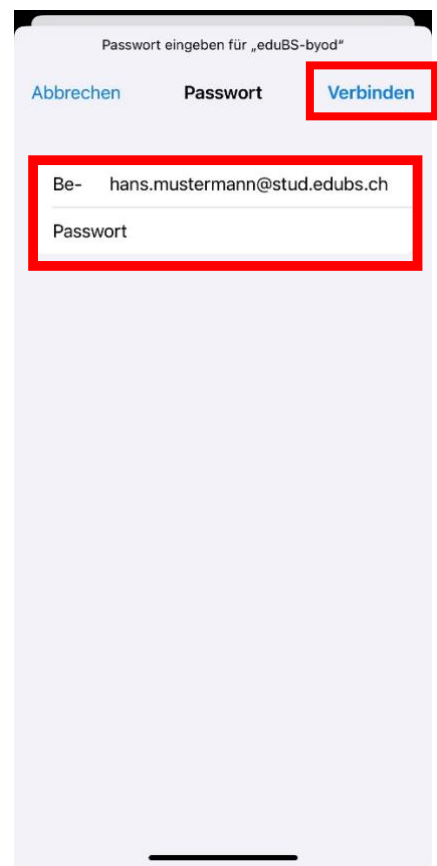 Passwort eingeben für „eduBS-byod“
Abbrechen Passwort Verbinden
Be- hans.mustermann@stud.edubs.ch
Passwort